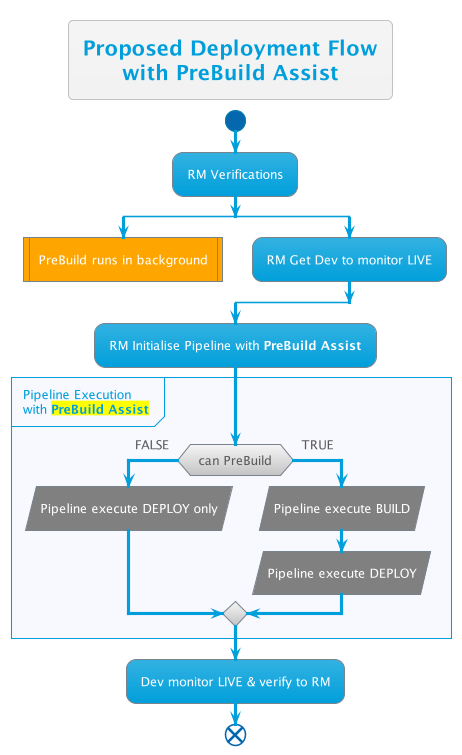 Proposed Deployment Flow
with PreBuild Assist
RM Verifications
PreBuild runs in background
RM Get Dev to monitor LIVE
RM Initialise Pipeline with PreBuild Assist
Pipeline Execution
with PreBuild Assist
FALSE
can PreBuild
TRUE
Pipeline execute DEPLOY only
Pipeline execute BUILD
Pipeline execute DEPLOY
Dev monitor LIVE & verify to RM